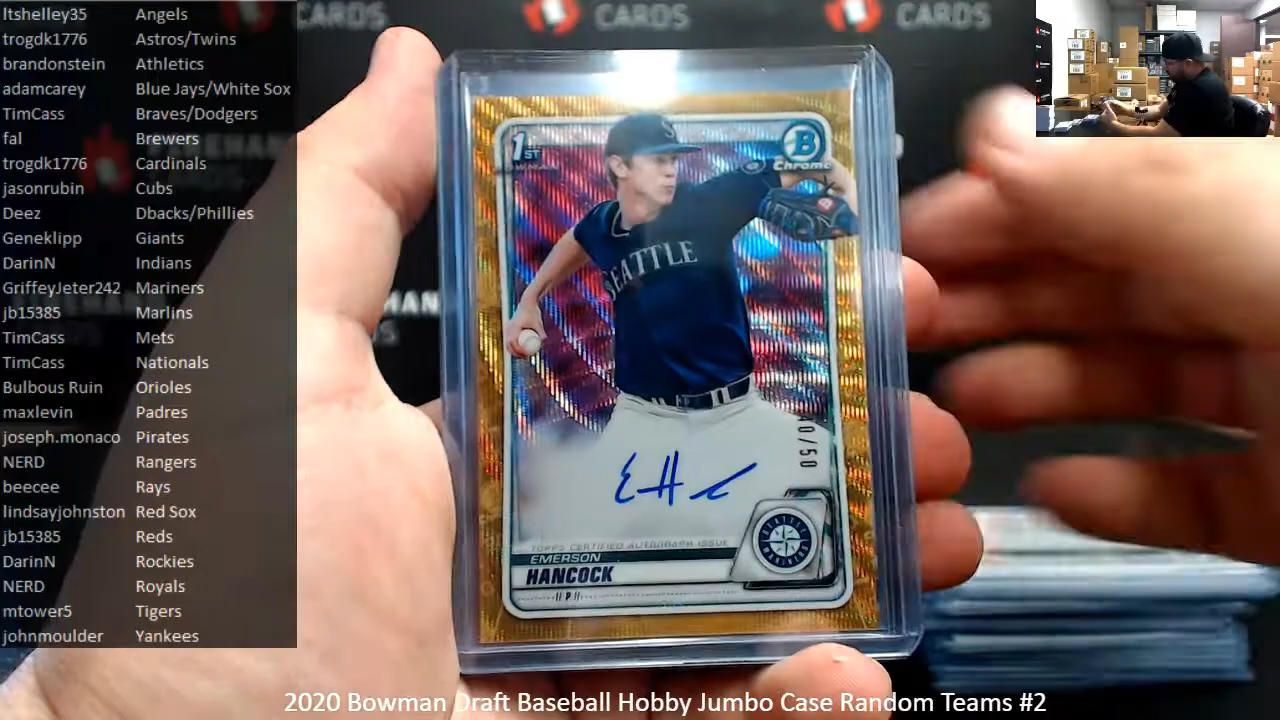 ltshelley35 Angels
trogdk1776 Astros/Twins
brandonstein Athletics
adamcarey Blue Jays/White Sox
TimCass Braves/Dodgers
fal Brewers
trogdk1776 Cardinals
jasonrubin Cubs
Deez Dbacks/Phillies
Geneklipp Giants
DarinN Indians
GriffeyJeter242 Mariners
jb15385 Marlins
TimCass Mets
TimCass Nationals
Bulbous Ruin Orioles
maxlevin Padres
joseph.monaco Pirates
NERD Rangers
beecee Rays
lindsayjohnston Red Sox
jb15385 Reds
DarinN Rockies
NERD Royals
mtower5 Tigers
johnmoulder Yankees
CARDS
CARDS
CARDS
1ST
B
Chrome
SEATTLE
40/50
TOPPS CERTIFIED AUTOGRAPH ISSUE
EMERSON
HANCOCK
P
SEATTLE
MARINERS
2020 Bowman Draft Baseball Hobby Jumbo Case Random Teams #2